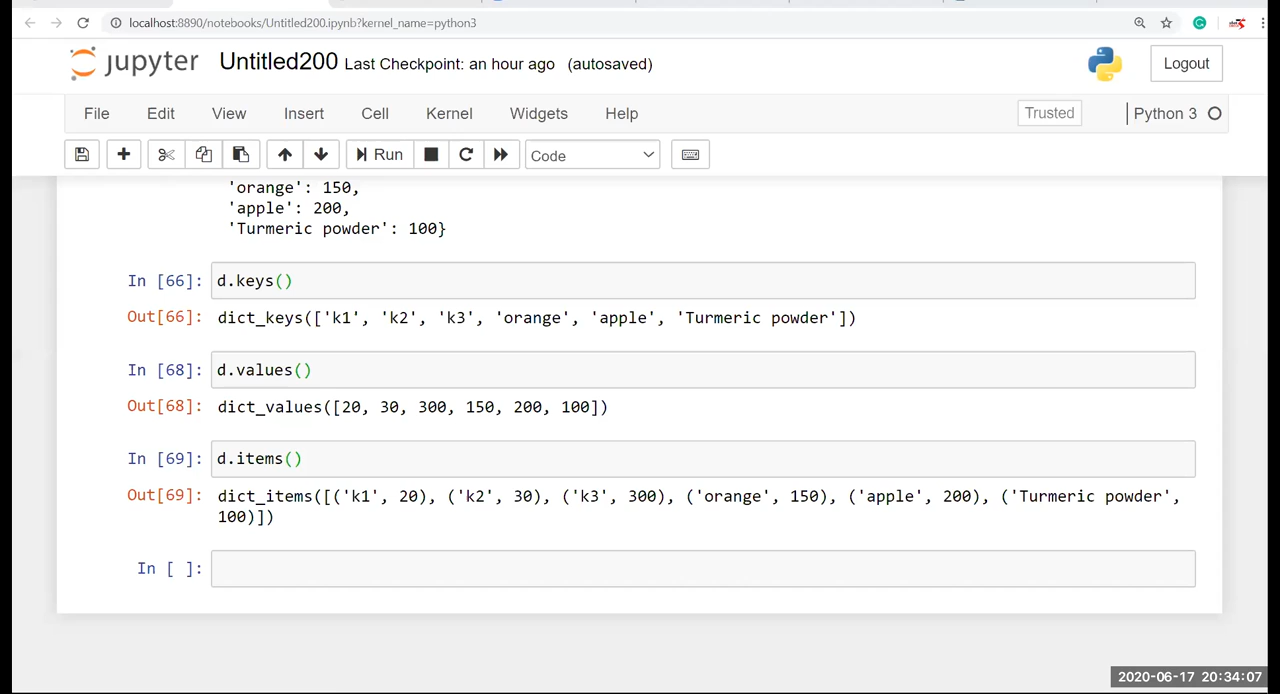 localhost:8890/notebooks/Untitled200.ipynb?kernel_name=python3
jupyter Untitled200 Last Checkpoint: an hour ago (autosaved) Logout
File Edit View Insert Cell Kernel Widgets Help Trusted Python 3
Run Code
'orange': 150,
'apple': 200,
'Turmeric powder': 100}
In [66]: d.keys()
Out[66]: dict_keys(['k1', 'k2', 'k3', 'orange', 'apple', 'Turmeric powder'])
In [68]: d.values()
Out[68]: dict_values([20, 30, 300, 150, 200, 100])
In [69]: d.items()
Out[69]: dict_items([('k1', 20), ('k2', 30), ('k3', 300), ('orange', 150), ('apple', 200), ('Turmeric powder',
100)])
In [ ]:
2020-06-17 20:34:07